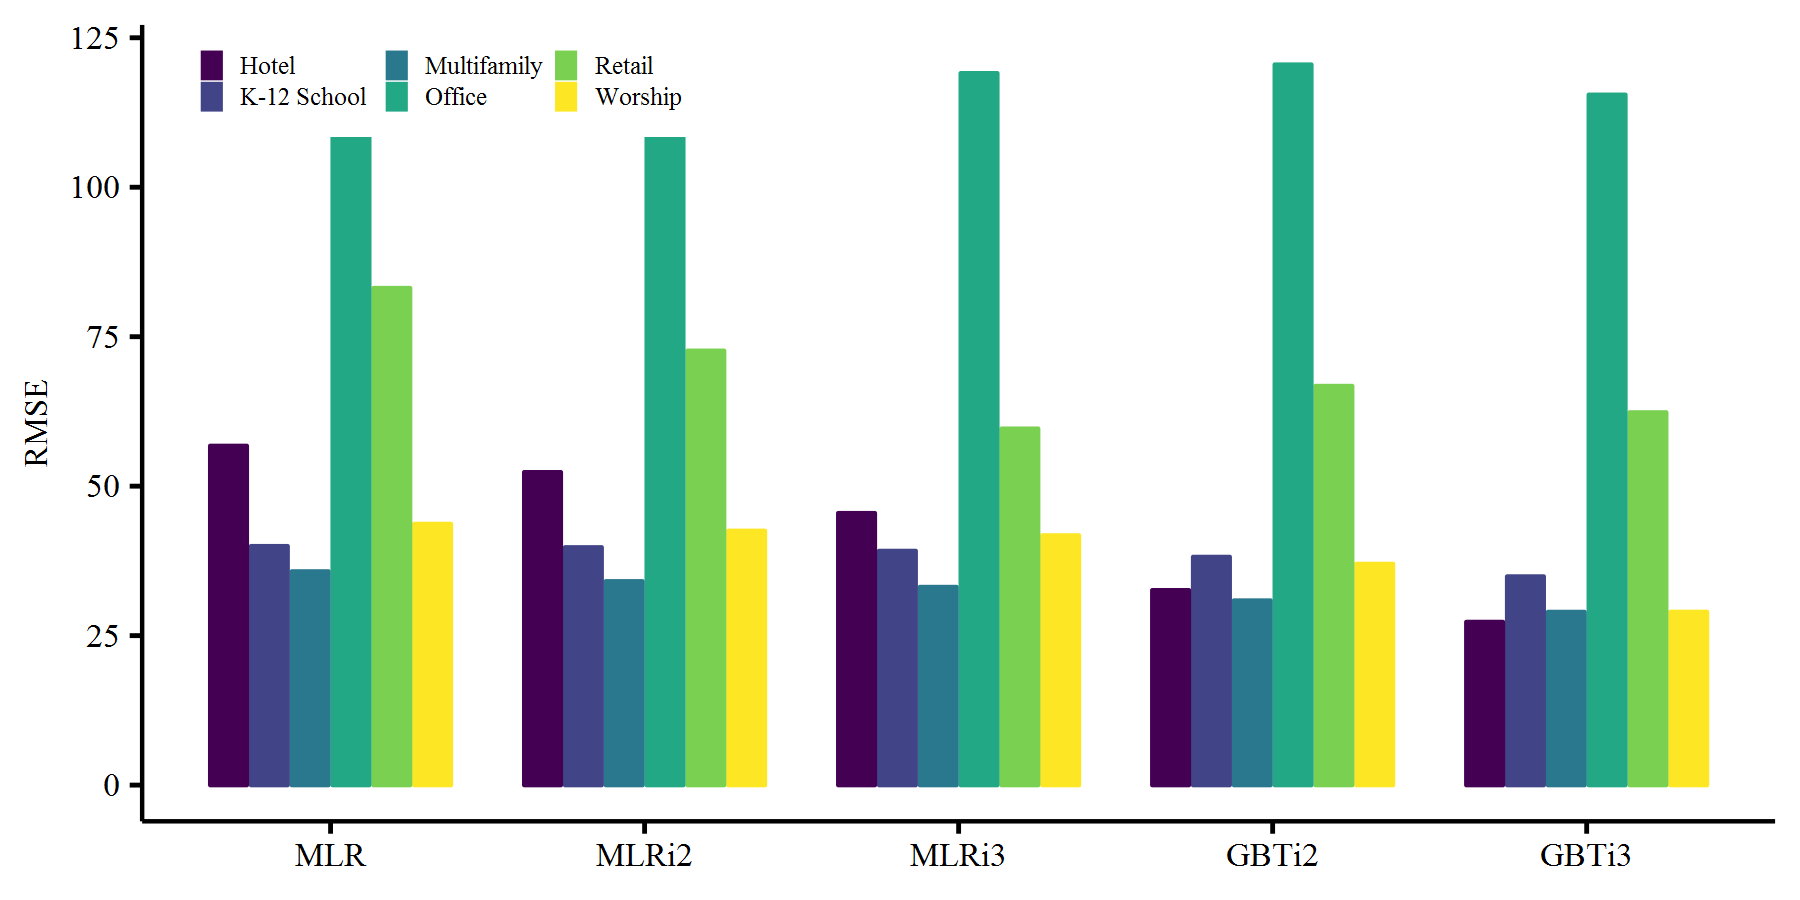 125
100
75
50
25
0
RMSE
Hotel Multifamily Retail
K-12 School Office Worship
MLR MLRi2 MLRi3 GBTi2 GBTi3